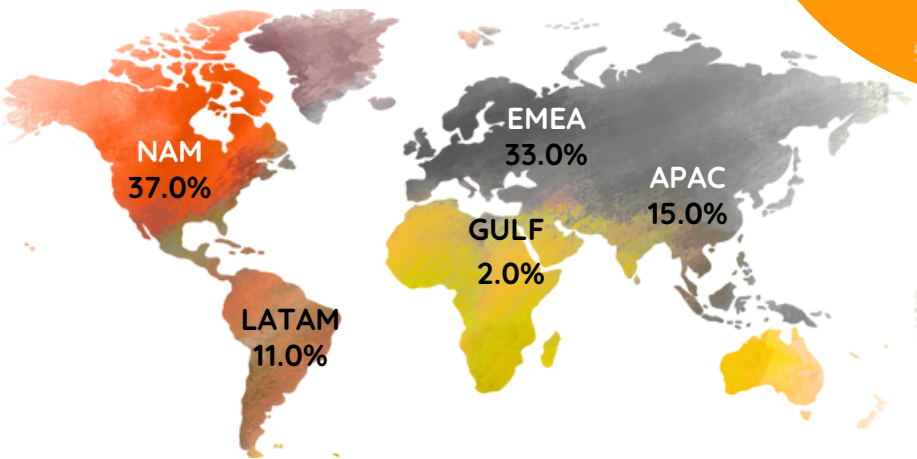 NAM
37.0%
EMEA
33.0%
APAC
15.0%
GULF
2.0%
LATAM
11.0%